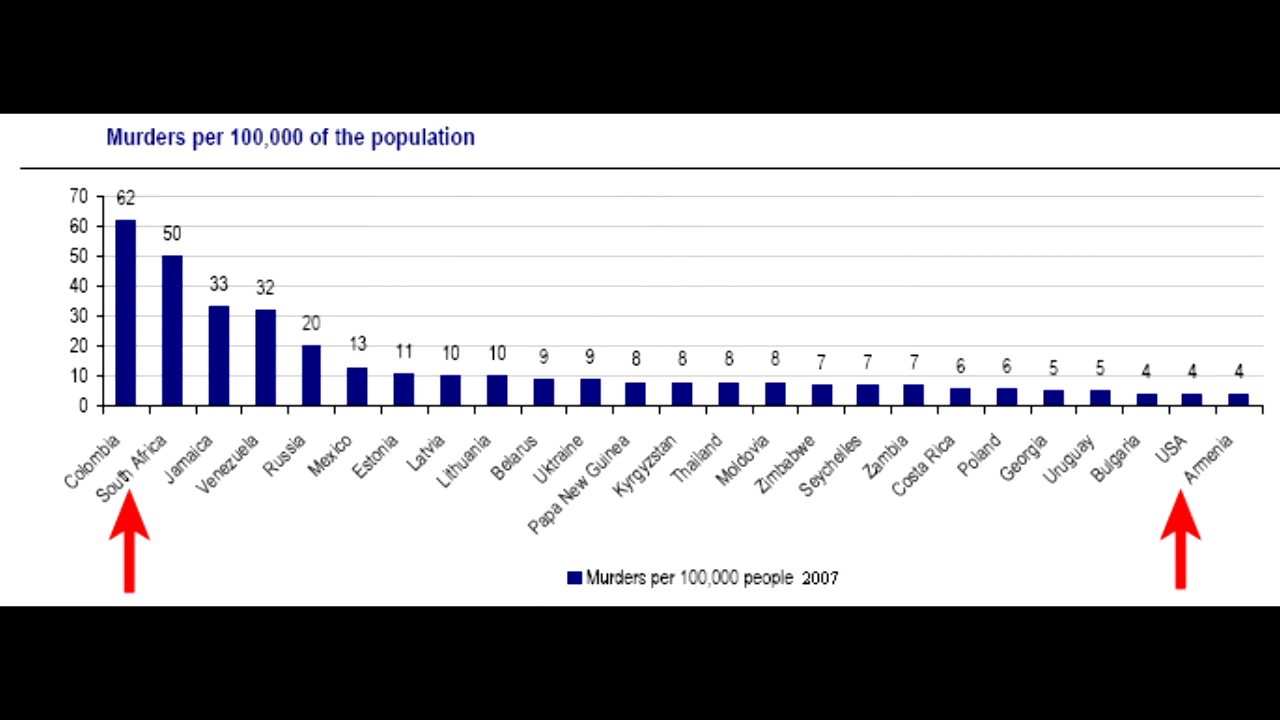 Murders per 100,000 of the population
70
60
50
40
30
20
10
0
62
50
33
32
20
13
11
10
10
9
9
8
8
8
8
7
7
7
6
6
5
5
4
4
4
Colombia
South Africa
Jamaica
Venezuela
Russia
Mexico
Estonia
Latvia
Lithuania
Belarus
Ukraine
Papa New Guinea
Kyrgyzstan
Thailand
Moldovia
Zimbabwe
Seychelles
Zambia
Costa Rica
Poland
Georgia
Uruguay
Bulgaria
USA
Armenia
Murders per 100,000 people 2007